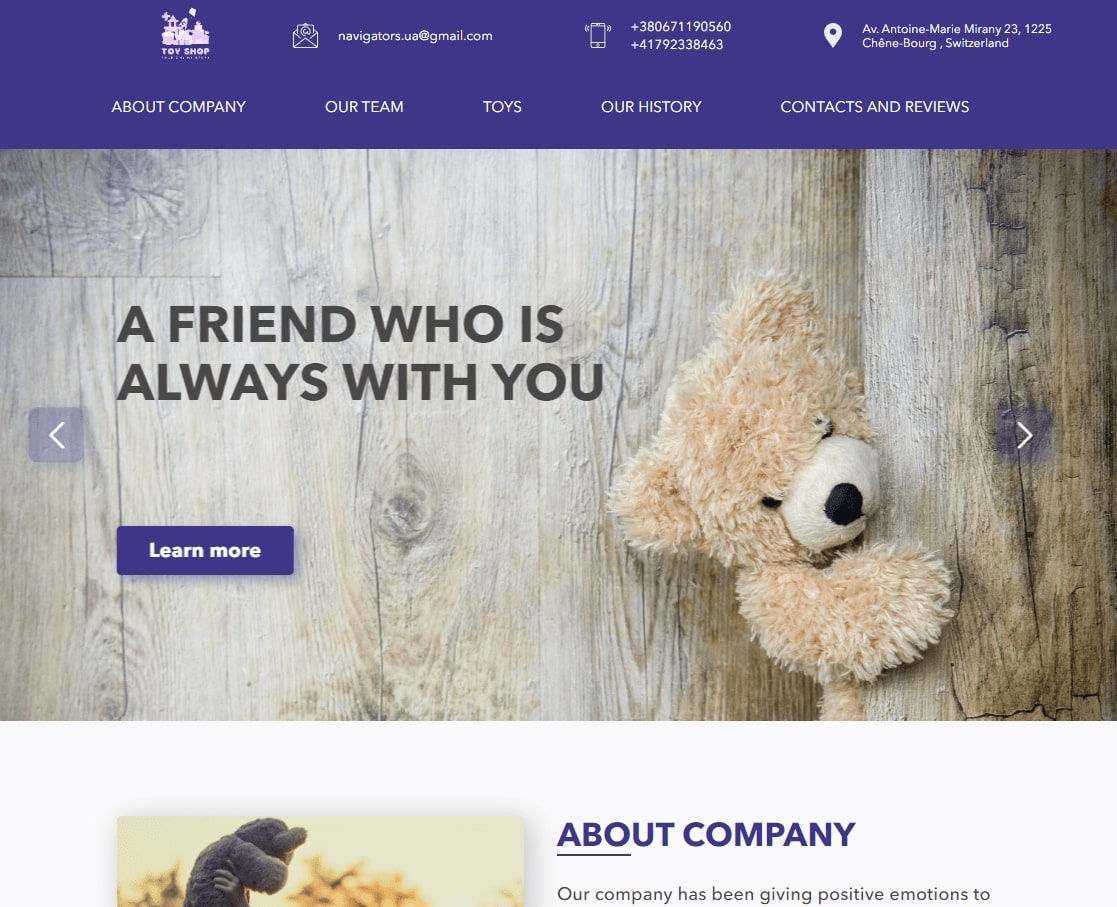 TOY SHOP
navigators.ua@gmail.com
+380671190560
+41792338463
Av. Antoine-Marie Mirany 23, 1225
Chêne-Bourg , Switzerland
ABOUT COMPANY
OUR TEAM
TOYS
OUR HISTORY
CONTACTS AND REVIEWS
A FRIEND WHO IS
ALWAYS WITH YOU
Learn more
ABOUT COMPANY
Our company has been giving positive emotions to